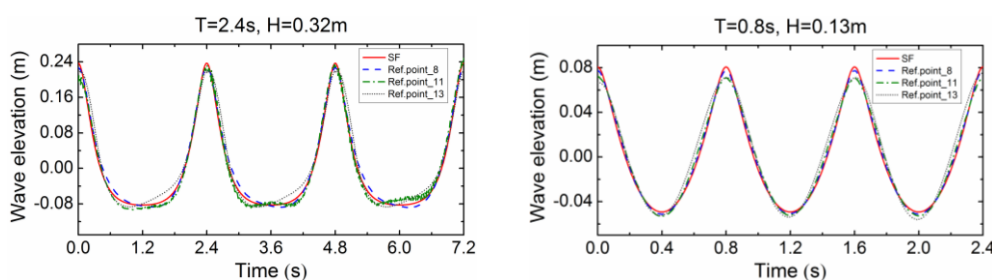 T=2.4s, H=0.32m
Wave elevation (m)
0.24
0.16
0.08
0.00
-0.08
SF
Ref.point_8
Ref.point_11
Ref.point_13
0.0 1.2 2.4 3.6 4.8 6.0 7.2
Time (s)
T=0.8s, H=0.13m
Wave elevation (m)
0.08
0.04
0.00
-0.04
SF
Ref.point_8
Ref.point_11
Ref.point_13
0.0 0.4 0.8 1.2 1.6 2.0 2.4
Time (s)